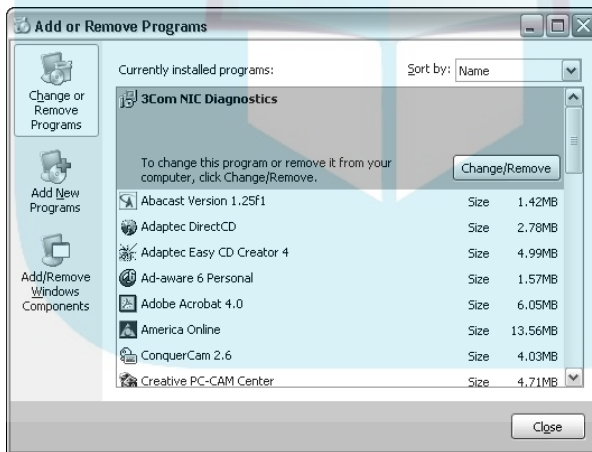 Add or Remove Programs
Change or
Remove
Programs
Add New
Programs
Add/Remove
Windows
Components
Currently installed programs:
Sort by: Name
3Com NIC Diagnostics
To change this program or remove it from your
computer, click Change/Remove.
Change/Remove
Abacast Version 1.25f1 Size 1.42MB
Adaptec DirectCD Size 2.78MB
Adaptec Easy CD Creator 4 Size 4.99MB
Ad-aware 6 Personal Size 1.57MB
Adobe Acrobat 4.0 Size 6.05MB
America Online Size 13.56MB
ConquerCam 2.6 Size 4.03MB
Creative PC-CAM Center Size 4.71MB
Close